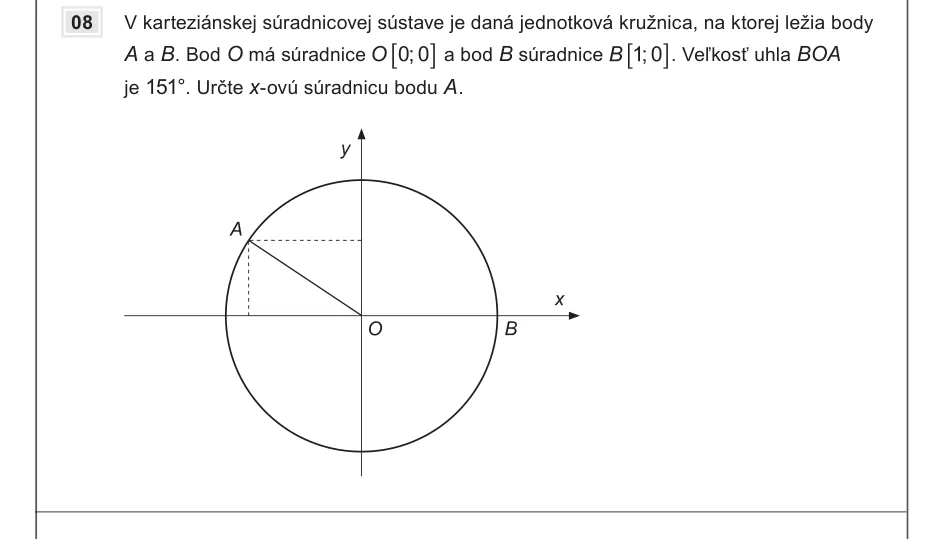 08 V karteziánskej súradnicovej sústave je daná jednotková kružnica, na ktorej ležia body
A a B. Bod O má súradnice O[0; 0] a bod B súradnice B[1; 0]. Veľkosť uhla BOA
je 151°. Určte x-ovú súradnicu bodu A.
y
A
x
O
B